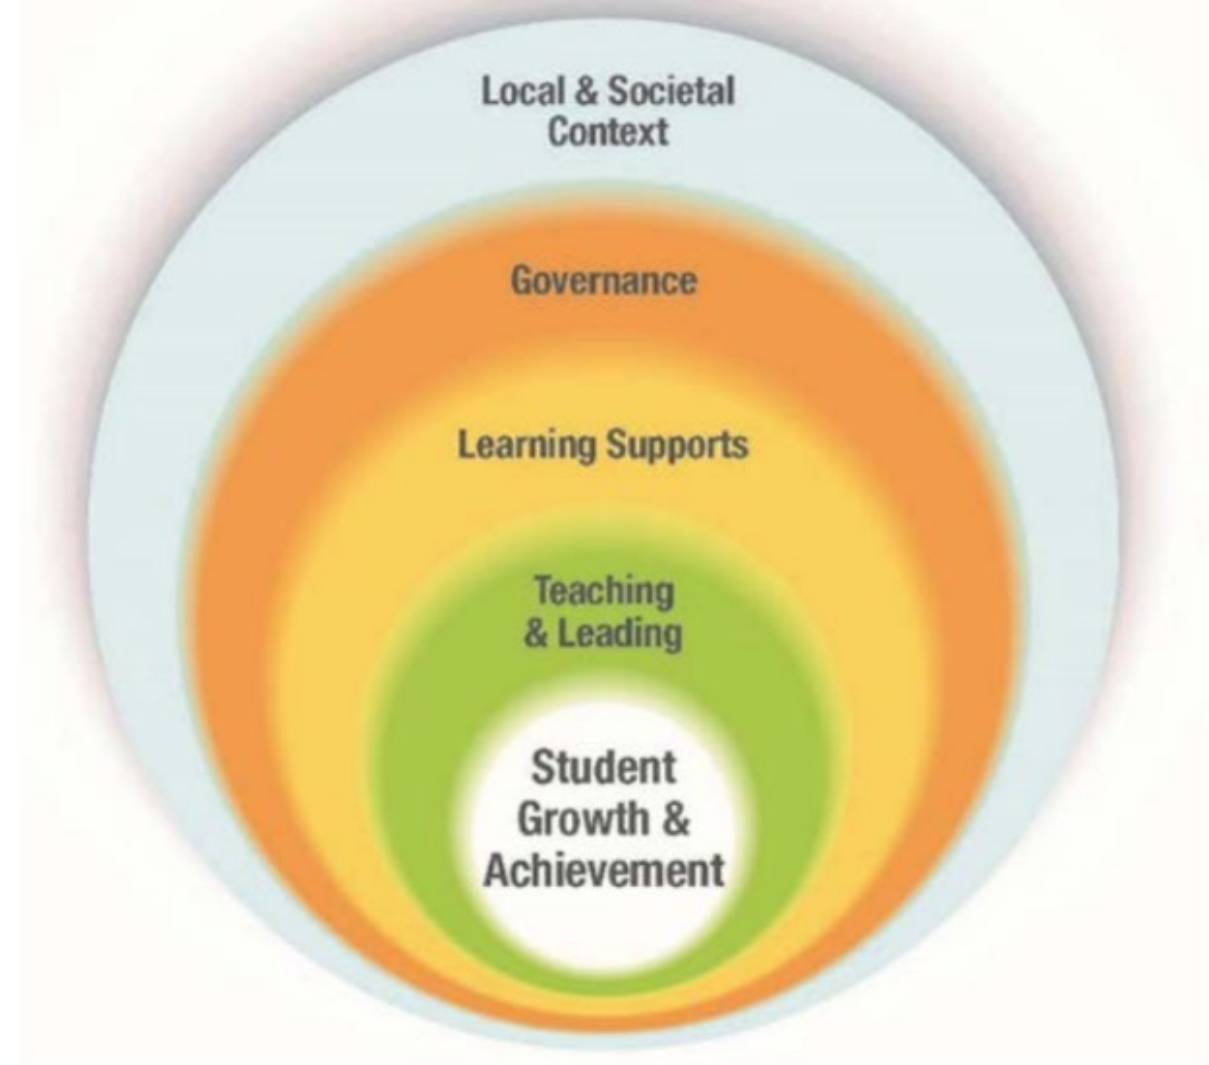 Local & Societal
Context
Governance
Learning Supports
Teaching
& Leading
Student
Growth &
Achievement